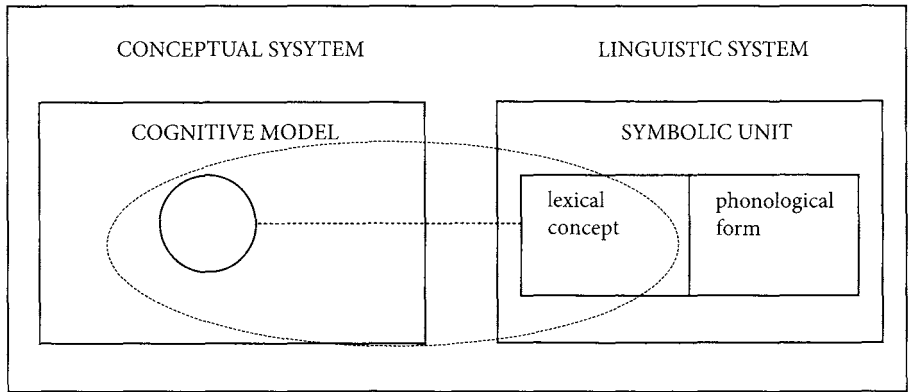 CONCEPTUAL SYSYTEM
LINGUISTIC SYSTEM
COGNITIVE MODEL
SYMBOLIC UNIT
lexical
concept
phonological
form